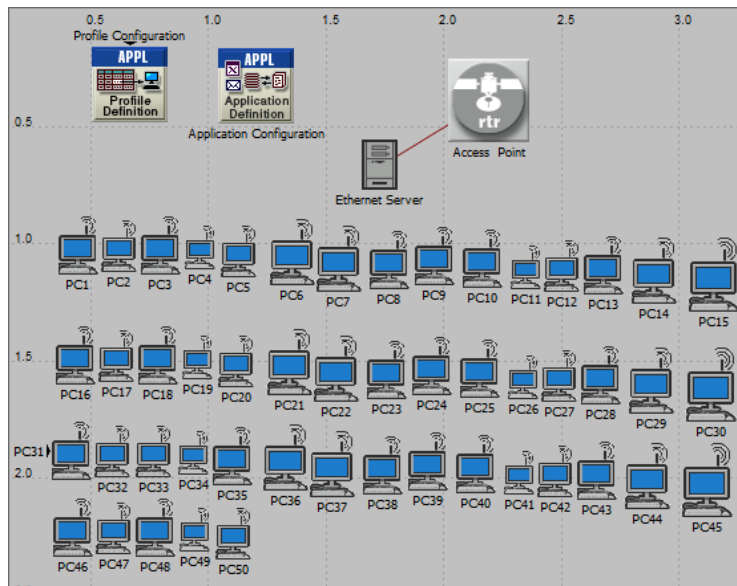 0.5 1.0 1.5 2.0 2.5 3.0
Profile Configuration
APPL
Profile
Definition
APPL
Application
Definition
Application Configuration
rtr
Access Point
0.5
Ethernet Server
1.0
PC1 PC2 PC3 PC4 PC5 PC6 PC7 PC8 PC9 PC10 PC11 PC12 PC13 PC14 PC15
1.5
PC16 PC17 PC18 PC19 PC20 PC21 PC22 PC23 PC24 PC25 PC26 PC27 PC28 PC29 PC30
PC31 PC32 PC33 PC34 PC35 PC36 PC37 PC38 PC39 PC40 PC41 PC42 PC43 PC44 PC45
2.0
PC46 PC47 PC48 PC49 PC50